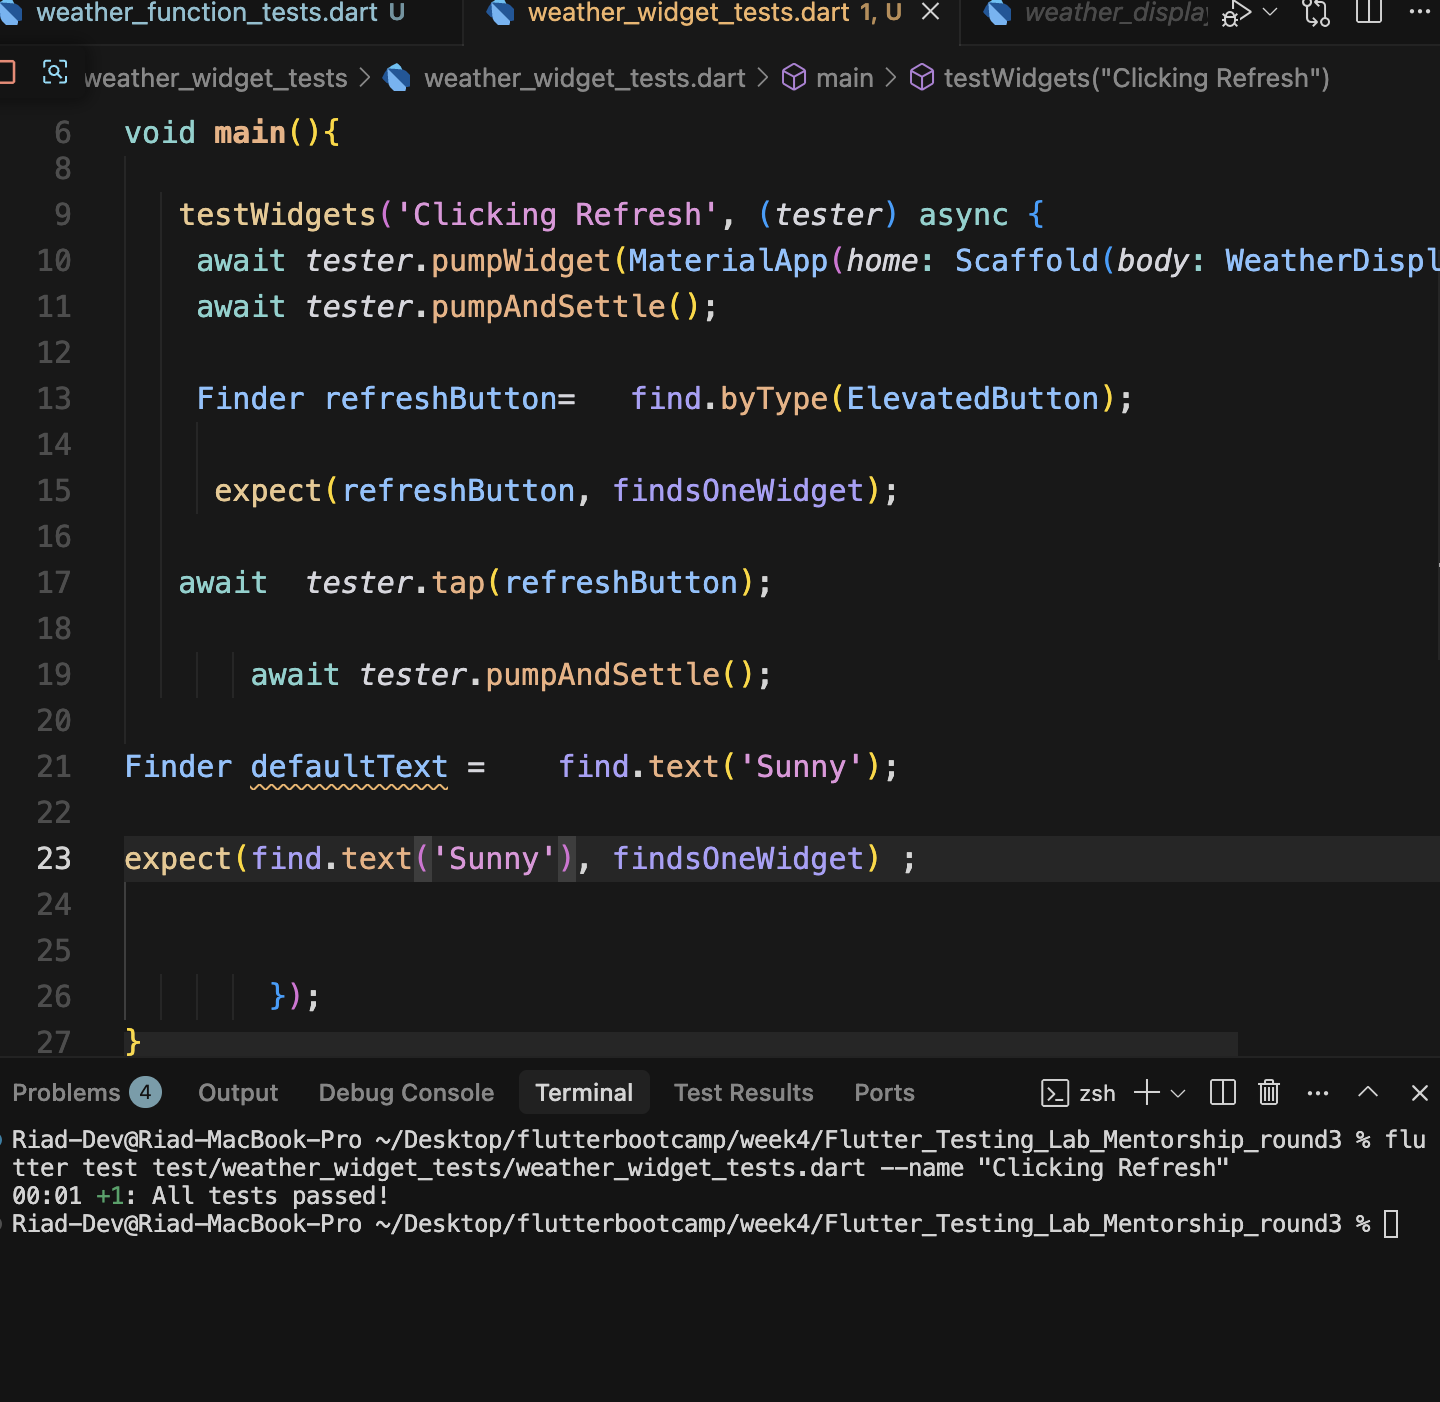 weather_function_tests.dart U
weather_widget_tests.dart 1, U
weather_display
weather_widget_tests > weather_widget_tests.dart > main > testWidgets("Clicking Refresh")
6 void main(){
8
9 testWidgets('Clicking Refresh', (tester) async {
10 await tester.pumpWidget(MaterialApp(home: Scaffold(body: WeatherDispl
11 await tester.pumpAndSettle();
12
13 Finder refreshButton= find.byType(ElevatedButton);
14
15 expect(refreshButton, findsOneWidget);
16
17 await tester.tap(refreshButton);
18
19 await tester.pumpAndSettle();
20
21 Finder defaultText = find.text('Sunny');
22
23 expect(find.text('Sunny'), findsOneWidget) ;
24
25
26 });
27 }
Problems 4 Output Debug Console Terminal Test Results Ports zsh
Riad-Dev@Riad-MacBook-Pro ~/Desktop/flutterbootcamp/week4/Flutter_Testing_Lab_Mentorship_round3 % flu
tter test test/weather_widget_tests/weather_widget_tests.dart --name "Clicking Refresh"
00:01 +1: All tests passed!
Riad-Dev@Riad-MacBook-Pro ~/Desktop/flutterbootcamp/week4/Flutter_Testing_Lab_Mentorship_round3 %